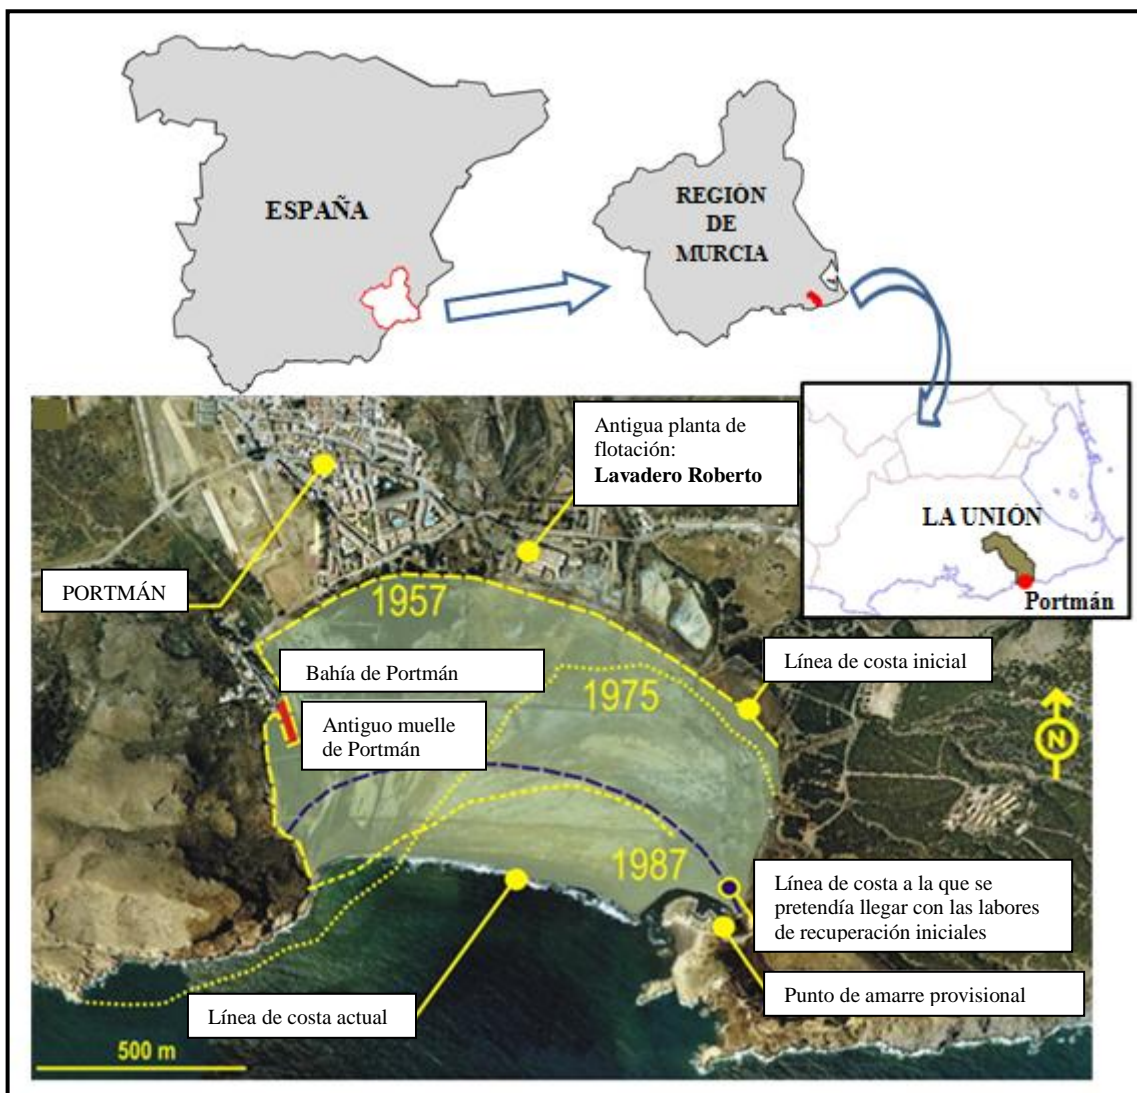 ESPAÑA
REGIÓN
DE
MURCIA
LA UNIÓN
Portmán
Antigua planta de
flotación:
Lavadero Roberto
PORTMÁN
1957
Bahía de Portmán
1975
Línea de costa inicial
Antiguo muelle
de Portmán
N
1987
Línea de costa a la que se
pretendía llegar con las labores
de recuperación iniciales
Punto de amarre provisional
Línea de costa actual
500 m